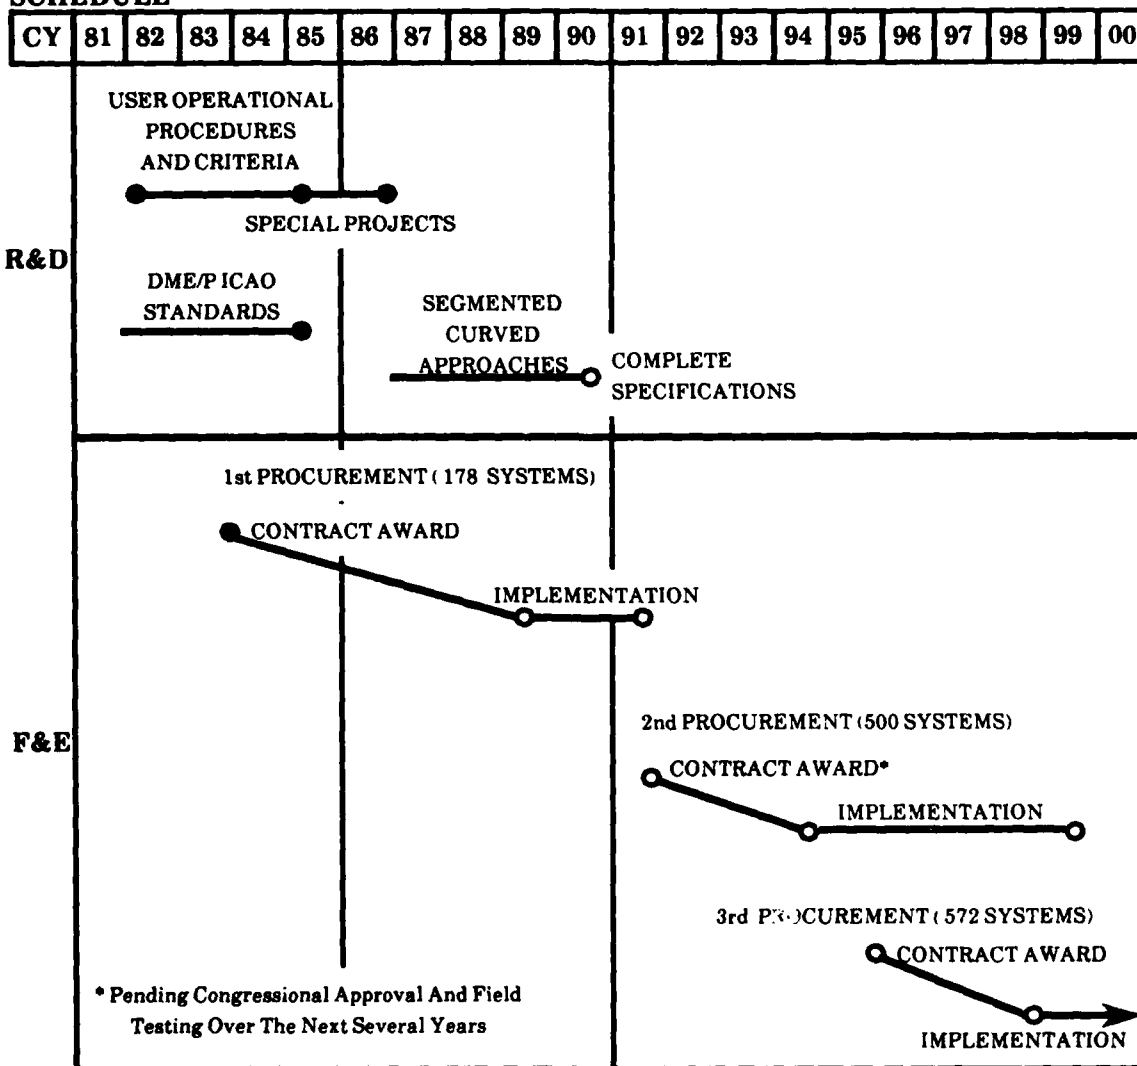 SCHEDULE
CY 81 82 83 84 85 86 87 88 89 90 91 92 93 94 95 96 97 98 99 00
USER OPERATIONAL
PROCEDURES
AND CRITERIA
SPECIAL PROJECTS
R&D
DME/P ICAO
STANDARDS
SEGMENTED
CURVED
APPROACHES
COMPLETE
SPECIFICATIONS
1st PROCUREMENT (178 SYSTEMS)
CONTRACT AWARD
IMPLEMENTATION
F&E
2nd PROCUREMENT (500 SYSTEMS)
CONTRACT AWARD*
IMPLEMENTATION
3rd PROCUREMENT (572 SYSTEMS)
CONTRACT AWARD
IMPLEMENTATION
* Pending Congressional Approval And Field
Testing Over The Next Several Years